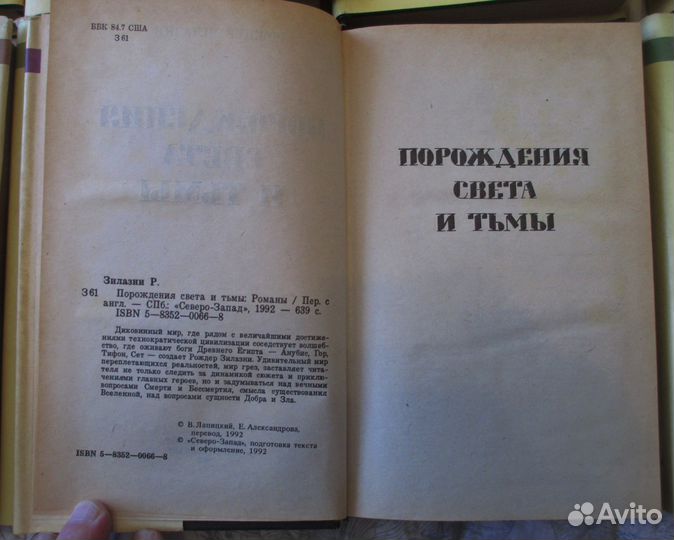 ББК 84.7 США
З 61
Зилазни Р.
З 61 Порождения света и тьмы: Романы / Пер. с
англ. — СПб.: «Северо-Запад», 1992 — 639 с.
ISBN 5—8352—0066—8
Диковинный мир, где рядом с величайшими достиже-
ниями технократической цивилизации соседствует волшеб-
ство, где оживают боги Древнего Египта — Анубис, Гор,
Тифон, Сет — создает Роджер Зилазни. Удивительный мир
переплетающихся реальностей, мир грез, заставляет чита-
теля не только следить за динамикой сюжета и приклю-
чениями главных героев, но и задумываться над вечными
вопросами Смерти и Бессмертия, смысла существования
Вселенной, над вопросами сущности Добра и Зла.
© В. Лапицкий, Е. Александрова,
перевод, 1992
© «Северо-Запад», подготовка текста
и оформление, 1992
ISBN 5—8352—0066—8
ПОРОЖДЕНИЯ
СВЕТА
И ТЬМЫ
Avito